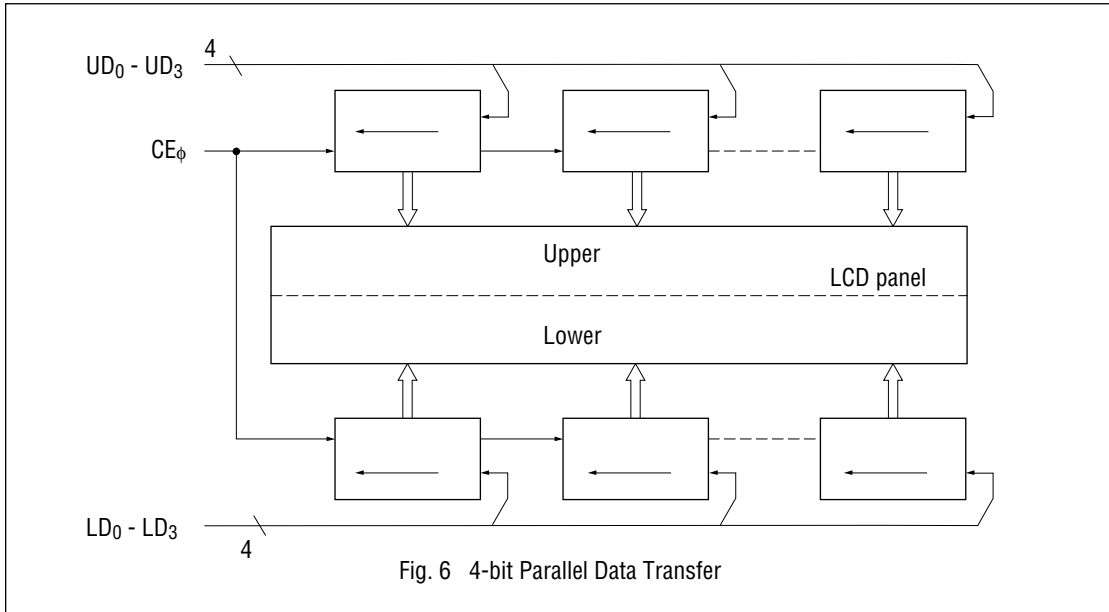 4
UD₀ - UD₃
CEϕ
Upper
LCD panel
Lower
LD₀ - LD₃
4
Fig. 6 4-bit Parallel Data Transfer